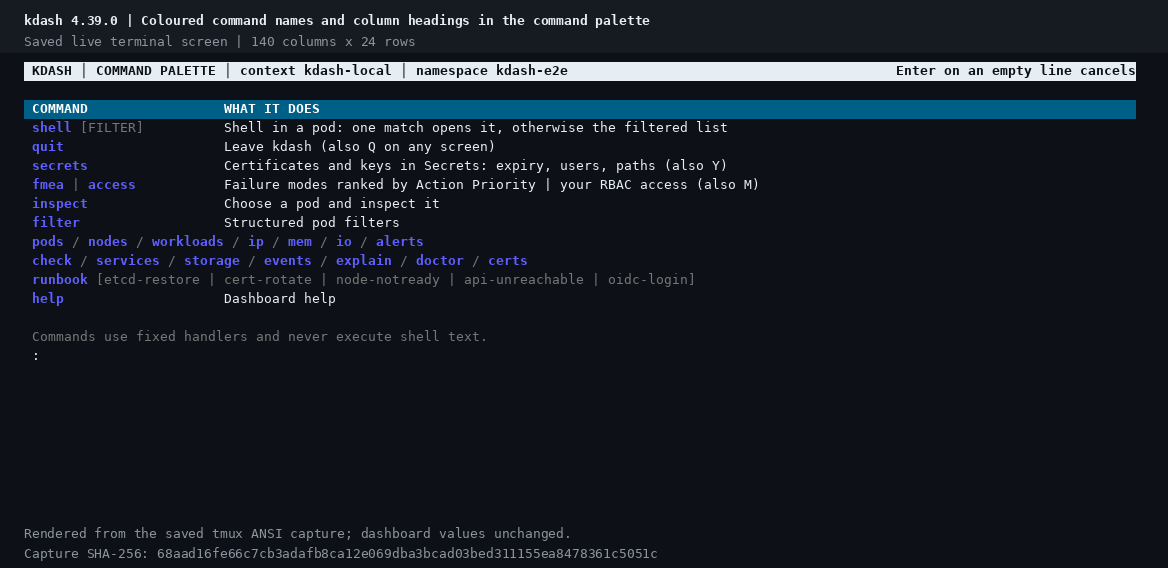 kdash 4.39.0 | Coloured command names and column headings in the command palette
Saved live terminal screen | 140 columns x 24 rows
KDASH │ COMMAND PALETTE │ context kdash-local │ namespace kdash-e2e Enter on an empty line cancels
COMMAND WHAT IT DOES
shell [FILTER] Shell in a pod: one match opens it, otherwise the filtered list
quit Leave kdash (also Q on any screen)
secrets Certificates and keys in Secrets: expiry, users, paths (also Y)
fmea | access Failure modes ranked by Action Priority | your RBAC access (also M)
inspect Choose a pod and inspect it
filter Structured pod filters
pods / nodes / workloads / ip / mem / io / alerts
check / services / storage / events / explain / doctor / certs
runbook [etcd-restore | cert-rotate | node-notready | api-unreachable | oidc-login]
help Dashboard help
Commands use fixed handlers and never execute shell text.
:
Rendered from the saved tmux ANSI capture; dashboard values unchanged.
Capture SHA-256: 68aad16fe66c7cb3adafb8ca12e069dba3bcad03bed311155ea8478361c5051c